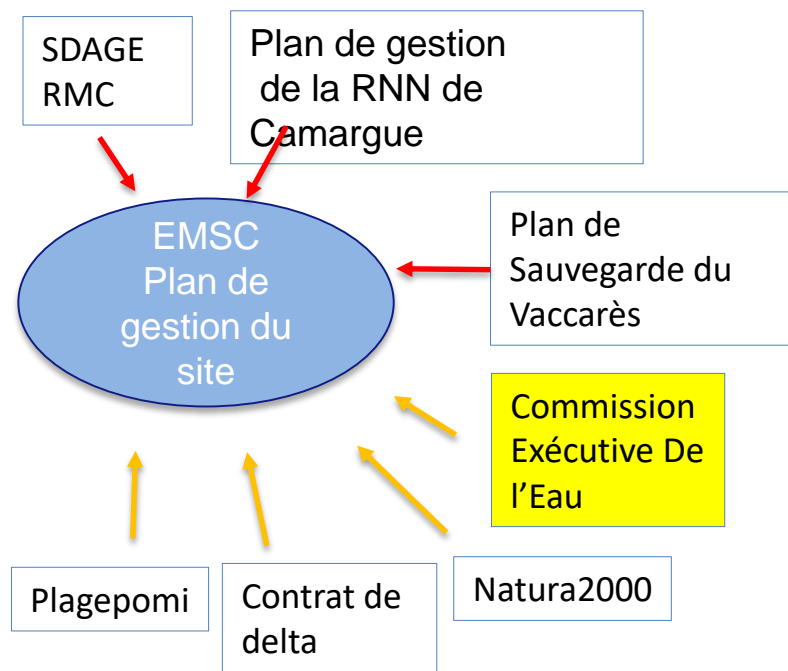 SDAGE
RMC
Plan de gestion
de la RNN de
Camargue
EMSC
Plan de
gestion du
site
Plan de
Sauvegarde du
Vaccarès
Commission
Exécutive De
l’Eau
Plagepomi
Contrat de
delta
Natura2000